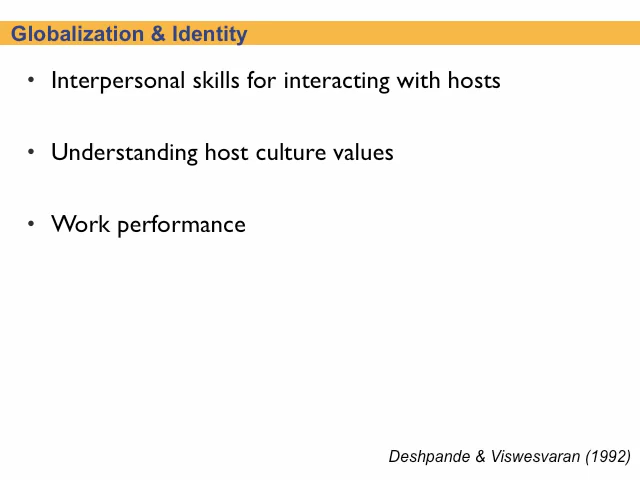 Globalization & Identity
• Interpersonal skills for interacting with hosts
• Understanding host culture values
• Work performance
Deshpande & Viswesvaran (1992)